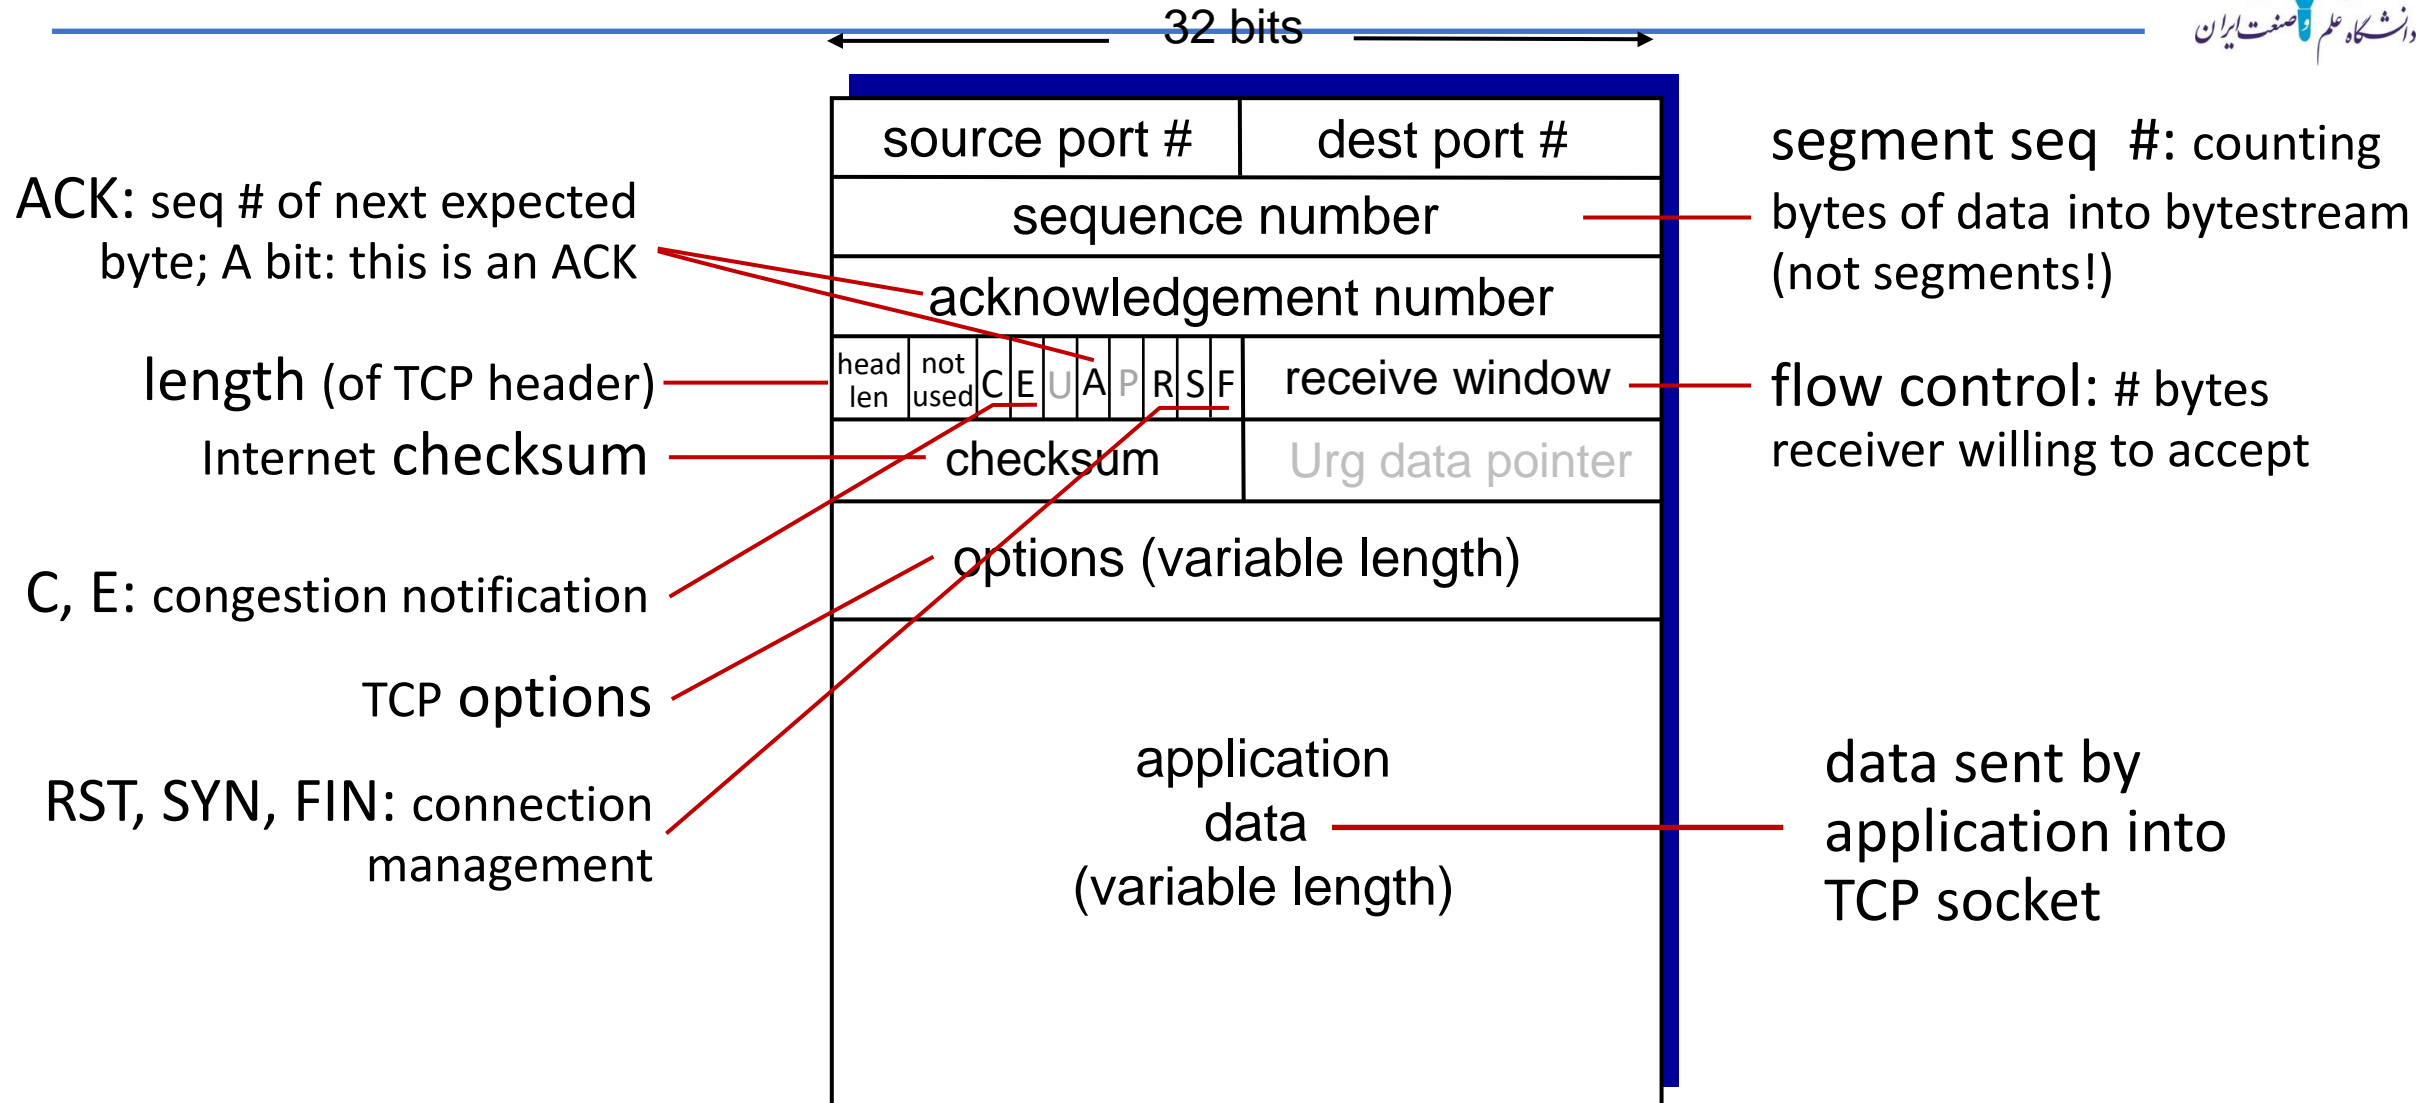 32 bits
دانشگاه علم و صنعت ایران
source port #
dest port #
sequence number
acknowledgement number
head
len
not
used
C
E
U
A
P
R
S
F
receive window
checksum
Urg data pointer
options (variable length)
application
data
(variable length)
ACK: seq # of next expected
byte; A bit: this is an ACK
length (of TCP header)
Internet checksum
C, E: congestion notification
TCP options
RST, SYN, FIN: connection
management
segment seq #: counting
bytes of data into bytestream
(not segments!)
flow control: # bytes
receiver willing to accept
data sent by
application into
TCP socket